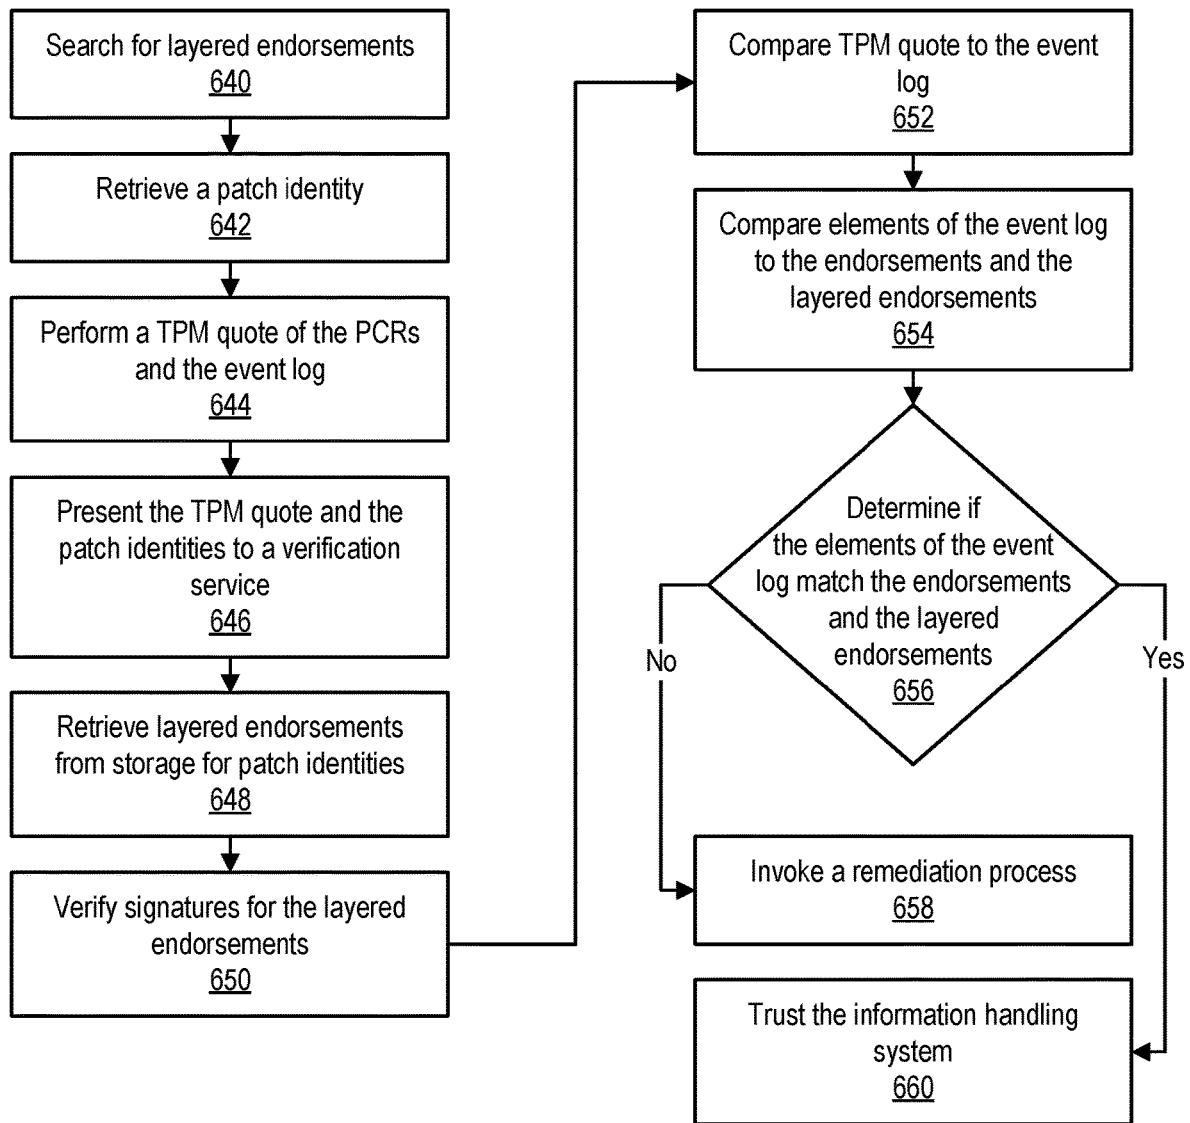 Search for layered endorsements
640
Retrieve a patch identity
642
Perform a TPM quote of the PCRs
and the event log
644
Present the TPM quote and the
patch identities to a verification
service
646
Retrieve layered endorsements
from storage for patch identities
648
Verify signatures for the layered
endorsements
650
Compare TPM quote to the event
log
652
Compare elements of the event log
to the endorsements and the
layered endorsements
654
Determine if
the elements of the event
log match the endorsements
and the layered
endorsements
656
No
Yes
Invoke a remediation process
658
Trust the information handling
system
660